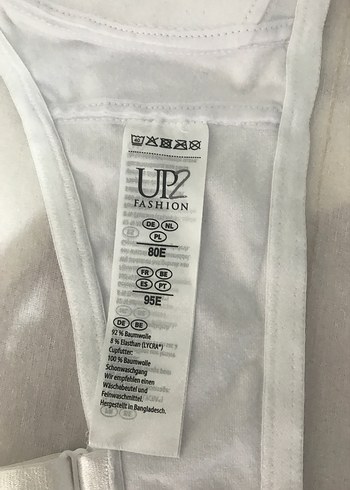 40
UP2
FASHION
DE NL
PL
80E
FR BE
ES PT
95E
DE BE
92 % Baumwolle
8 % Elasthan (LYCRA®)
Cupfutter:
100 % Baumwolle
Schonwaschgang
Wir empfehlen einen
Wäschebeutel und
Feinwaschmittel.
Hergestellt in Bangladesch.